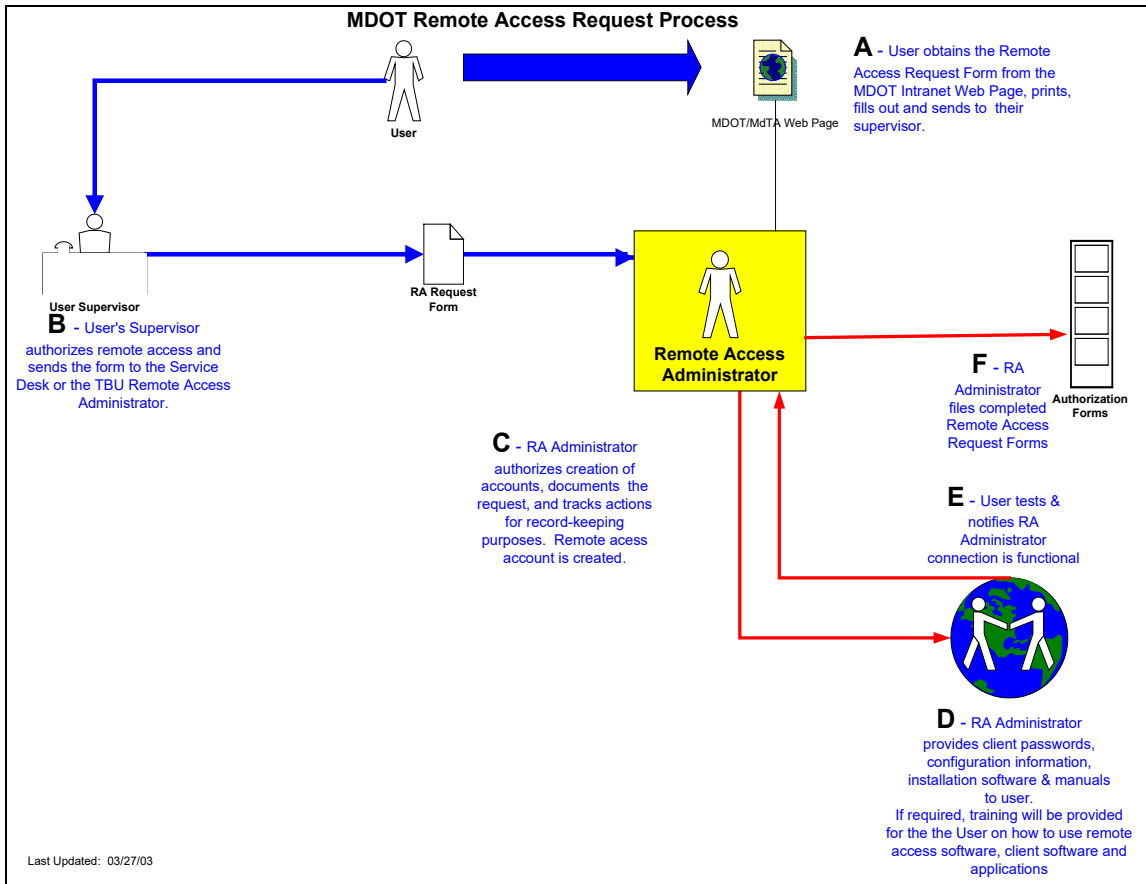 MDOT Remote Access Request Process
A - User obtains the Remote
Access Request Form from the
MDOT Intranet Web Page, prints,
fills out and sends to their
supervisor.
MDOT/MdTA Web Page
User
User Supervisor
B - User's Supervisor
authorizes remote access and
sends the form to the Service
Desk or the TBU Remote Access
Administrator.
RA Request
Form
Remote Access
Administrator
Authorization
Forms
F - RA
Administrator
files completed
Remote Access
Request Forms
C - RA Administrator
authorizes creation of
accounts, documents the
request, and tracks actions
for record-keeping
purposes. Remote acess
account is created.
E - User tests &
notifies RA
Administrator
connection is functional
D - RA Administrator
provides client passwords,
configuration information,
installation software & manuals
to user.
If required, training will be provided
for the the User on how to use remote
access software, client software and
applications
Last Updated: 03/27/03